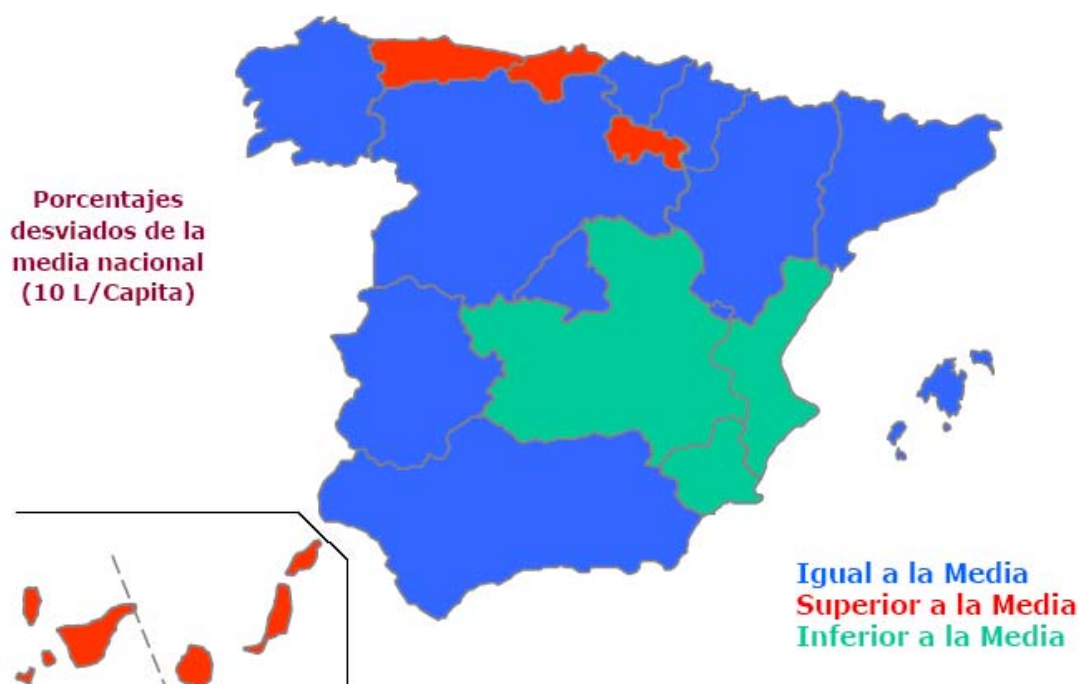 Porcentajes
desviados de la
media nacional
(10 L/Capita)
Igual a la Media
Superior a la Media
Inferior a la Media